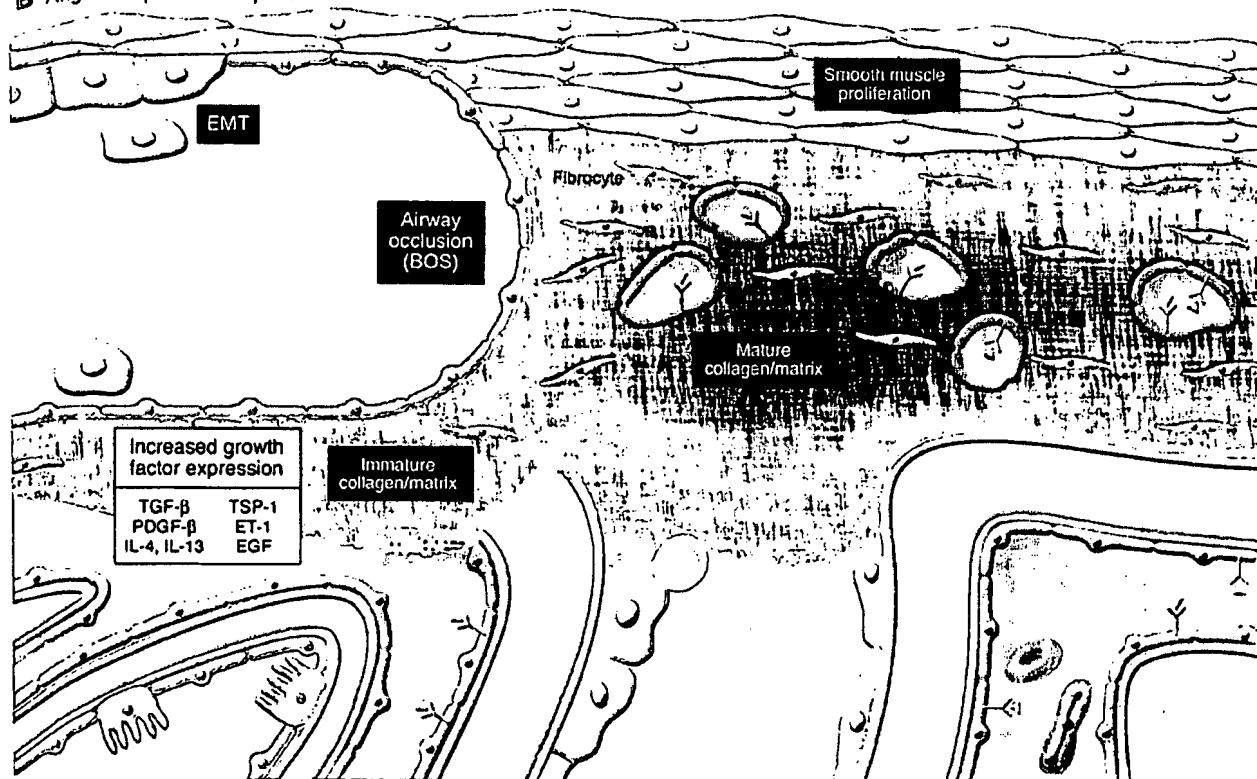 B
Smooth muscle
proliferation
EMT
Fibrocyte
Airway
occlusion
(BOS)
Mature
collagen/matrix
Increased growth
factor expression
TGF-β TSP-1
PDGF-β ET-1
IL-4, IL-13 EGF
Immature
collagen/matrix